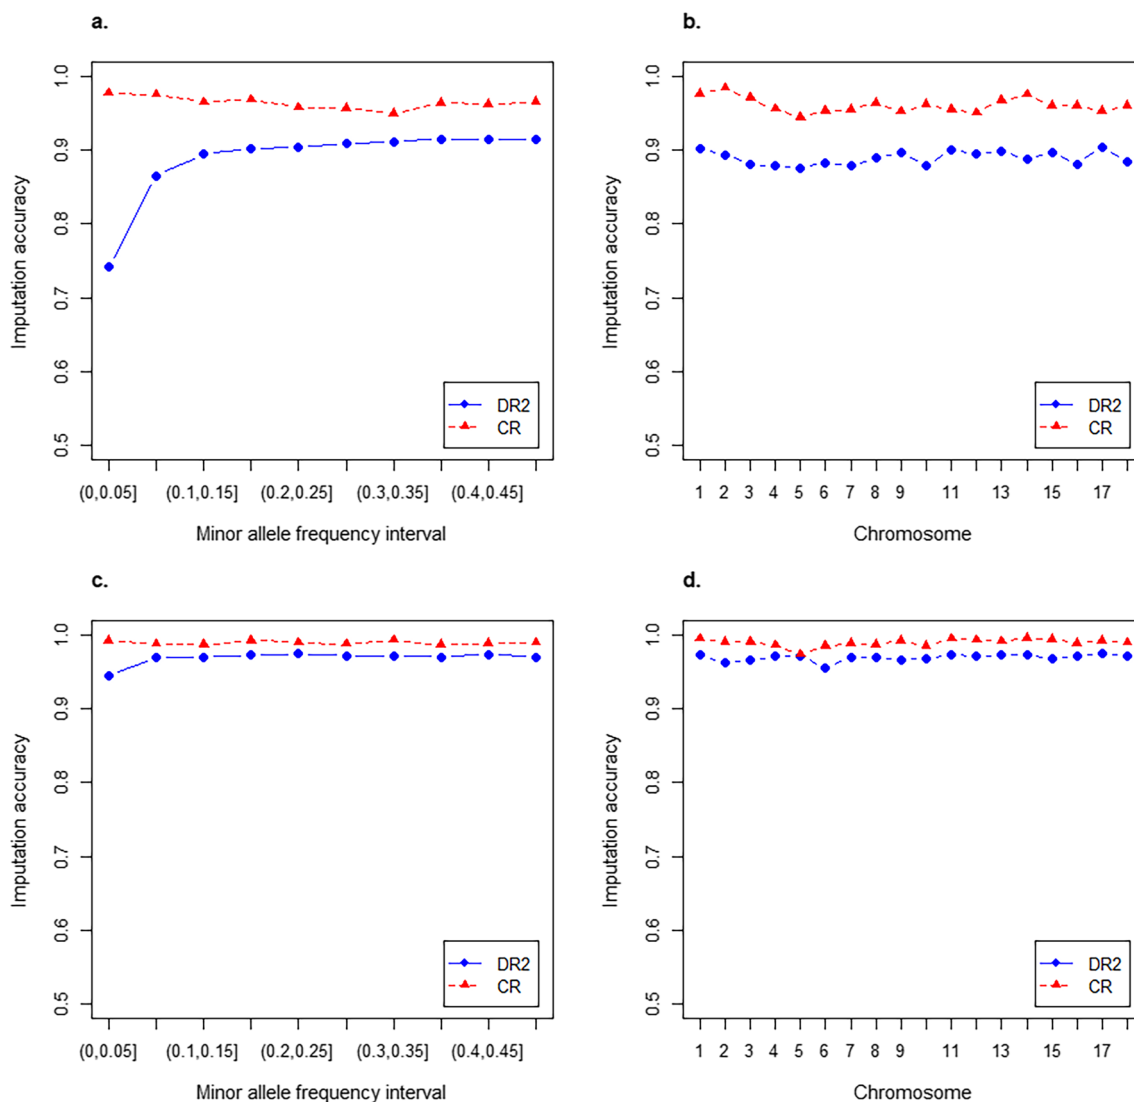 a.
Imputation accuracy
1.0
0.9
0.8
0.7
0.6
0.5
DR2
CR
(0,0.05] (0.1,0.15] (0.2,0.25] (0.3,0.35] (0.4,0.45]
Minor allele frequency interval
b.
Imputation accuracy
1.0
0.9
0.8
0.7
0.6
0.5
DR2
CR
1 2 3 4 5 6 7 8 9 11 13 15 17
Chromosome
c.
Imputation accuracy
1.0
0.9
0.8
0.7
0.6
0.5
DR2
CR
(0,0.05] (0.1,0.15] (0.2,0.25] (0.3,0.35] (0.4,0.45]
Minor allele frequency interval
d.
Imputation accuracy
1.0
0.9
0.8
0.7
0.6
0.5
DR2
CR
1 2 3 4 5 6 7 8 9 11 13 15 17
Chromosome